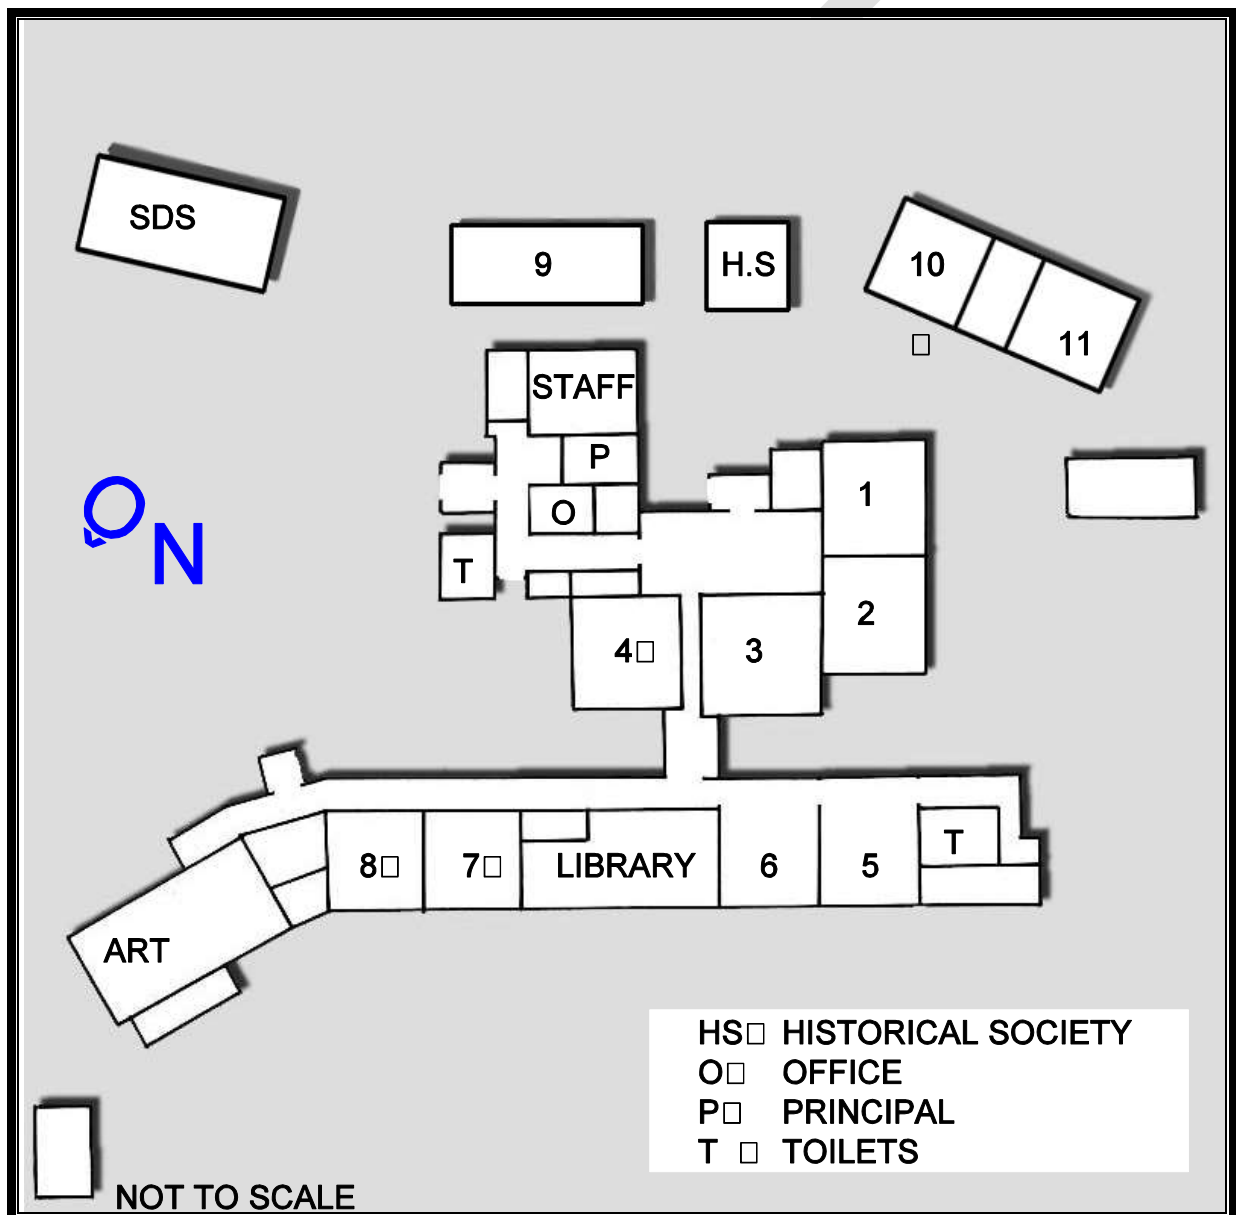 SDS
9
H.S
10
11
STAFF
P
O
T
1
2
N
4□
3
8□
7□
LIBRARY
6
5
T
ART
HS□ HISTORICAL SOCIETY
O□ OFFICE
P□ PRINCIPAL
T □ TOILETS
NOT TO SCALE